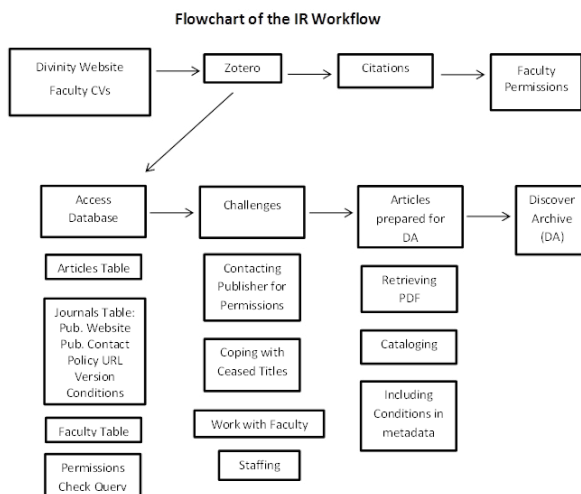 Flowchart of the IR Workflow
Divinity Website
Faculty CVs
Zotero
Citations
Faculty
Permissions
Access
Database
Challenges
Articles
prepared for
DA
Discover
Archive
(DA)
Articles Table
Journals Table:
Pub. Website
Pub. Contact
Policy URL
Version
Conditions
Faculty Table
Permissions
Check Query
Contacting
Publisher for
Permissions
Coping with
Ceased Titles
Work with Faculty
Staffing
Retrieving
PDF
Cataloging
Including
Conditions in
metadata